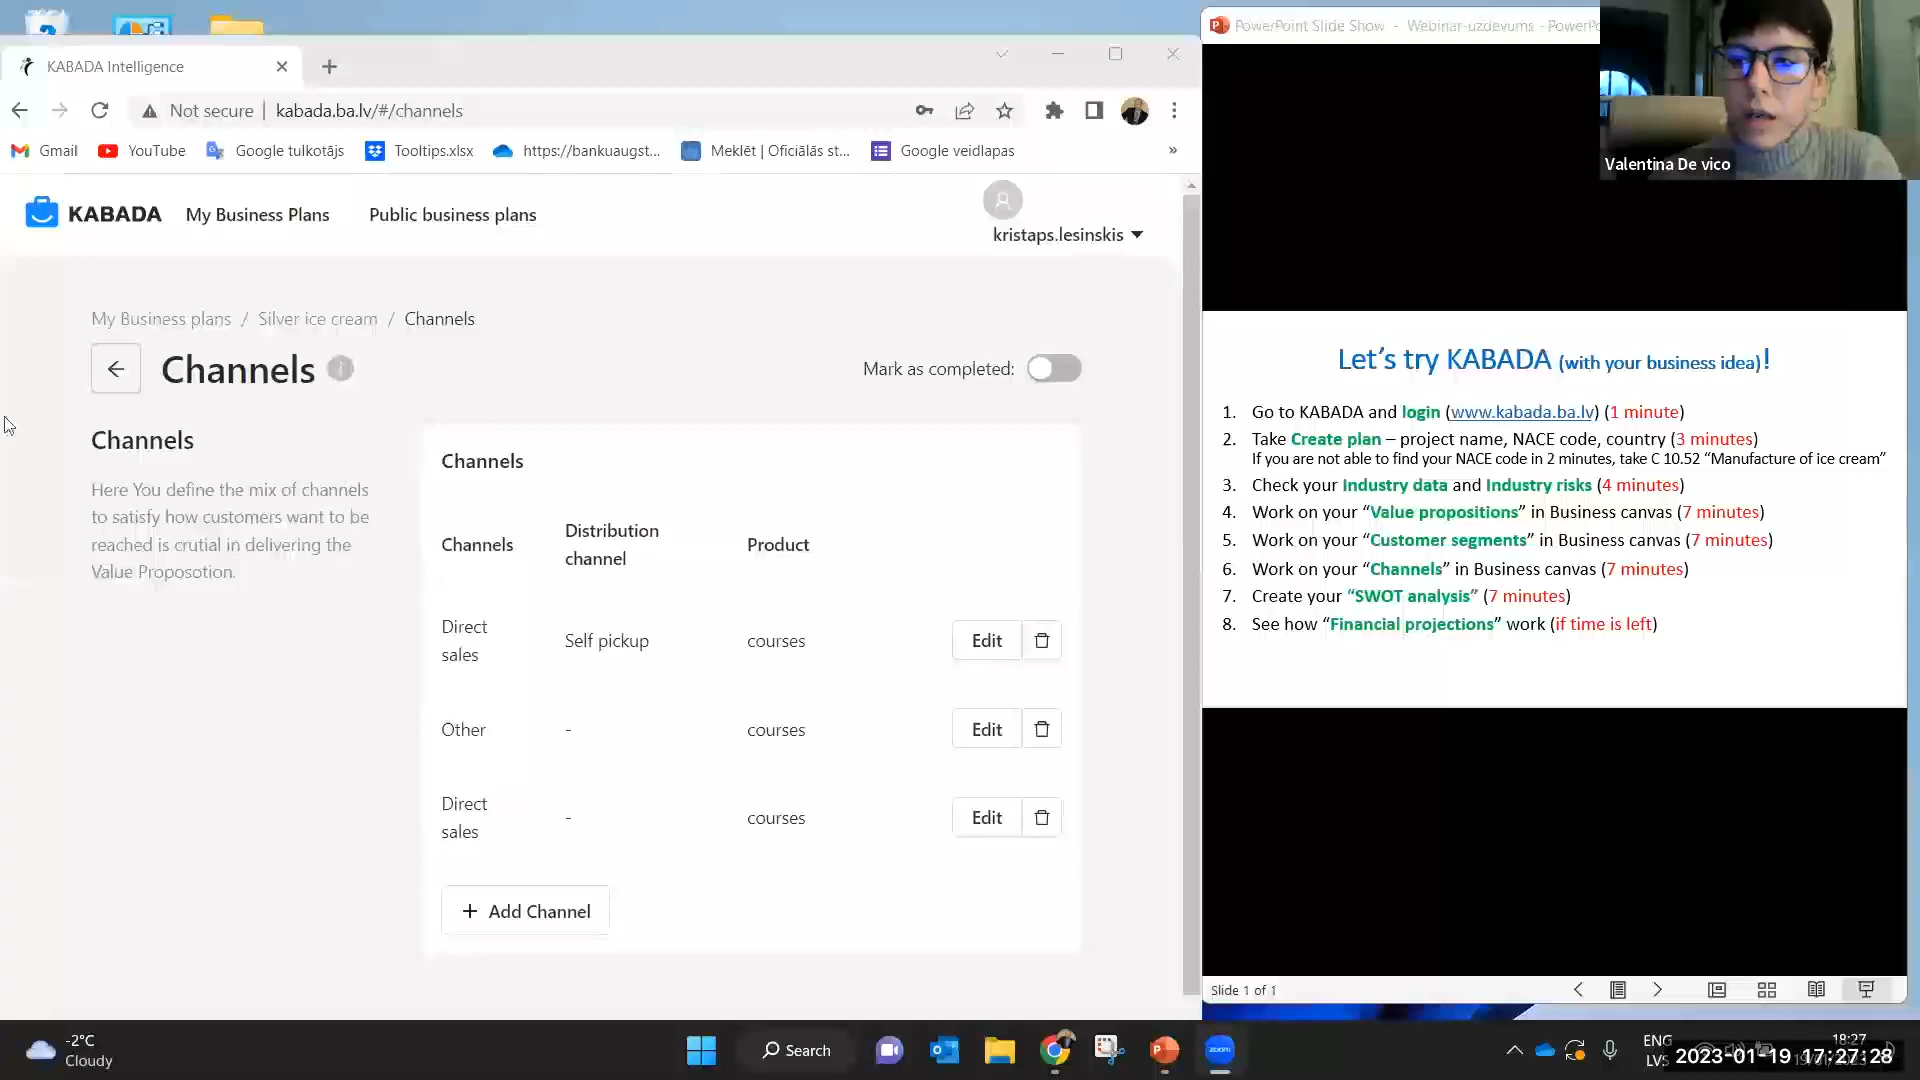 KABADA Intelligence
Not secure
kabada.ba.lv/#/channels
Gmail
YouTube
Google tulkotājs
Tooltips.xlsx
https://bankuaugst...
Meklēt | Oficiālās st...
Google veidlapas
»
KABADA
My Business Plans
Public business plans
kristaps.lesinskis
My Business plans / Silver ice cream / Channels
Channels
Mark as completed:
Channels
Here You define the mix of channels
to satisfy how customers want to be
reached is crutial in delivering the
Value Proposotion.
Channels
Channels
Distribution
channel
Product
Direct
sales
Self pickup
courses
Edit
Other
-
courses
Edit
Direct
sales
-
courses
Edit
+ Add Channel
PowerPoint Slide Show - Webinar-uzdevums - PowerPo
Valentina De vico
Let's try KABADA (with your business idea)!
1. Go to KABADA and login (www.kabada.ba.lv) (1 minute)
2. Take Create plan – project name, NACE code, country (3 minutes)
If you are not able to find your NACE code in 2 minutes, take C 10.52 “Manufacture of ice cream”
3. Check your Industry data and Industry risks (4 minutes)
4. Work on your “Value propositions” in Business canvas (7 minutes)
5. Work on your “Customer segments” in Business canvas (7 minutes)
6. Work on your “Channels” in Business canvas (7 minutes)
7. Create your “SWOT analysis” (7 minutes)
8. See how “Financial projections” work (if time is left)
Slide 1 of 1
-2°C
Cloudy
Search
zoom
ENG
LVS
18:27
19/01/2023
2023-01-19 17:27:28